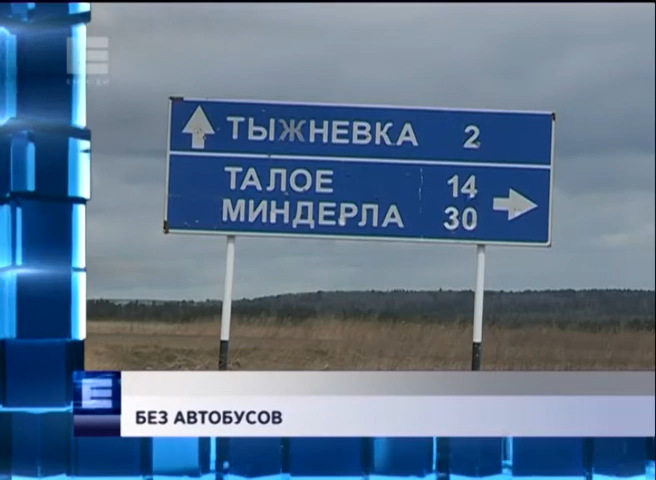 Е
ТЫЖНЕВКА 2
ТАЛОЕ 14
МИНДЕРЛА 30
Е
БЕЗ АВТОБУСОВ